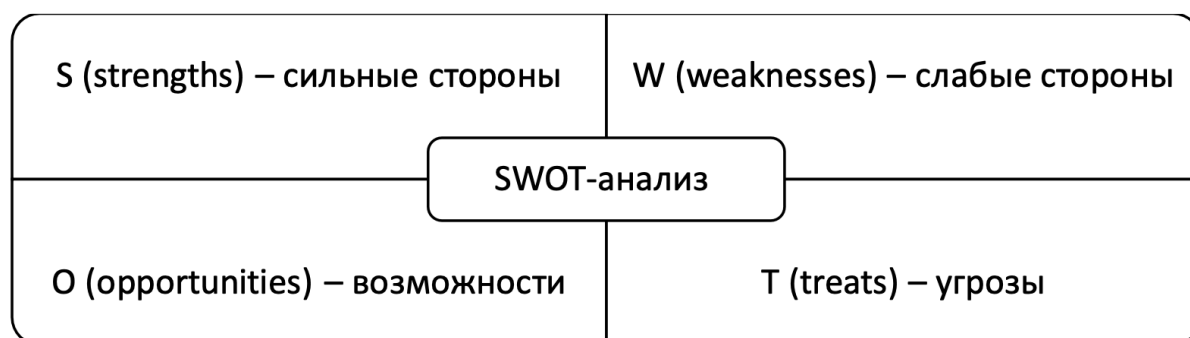 S (strengths) – сильные стороны
W (weaknesses) – слабые стороны
SWOT-анализ
O (opportunities) – возможности
T (treats) – угрозы